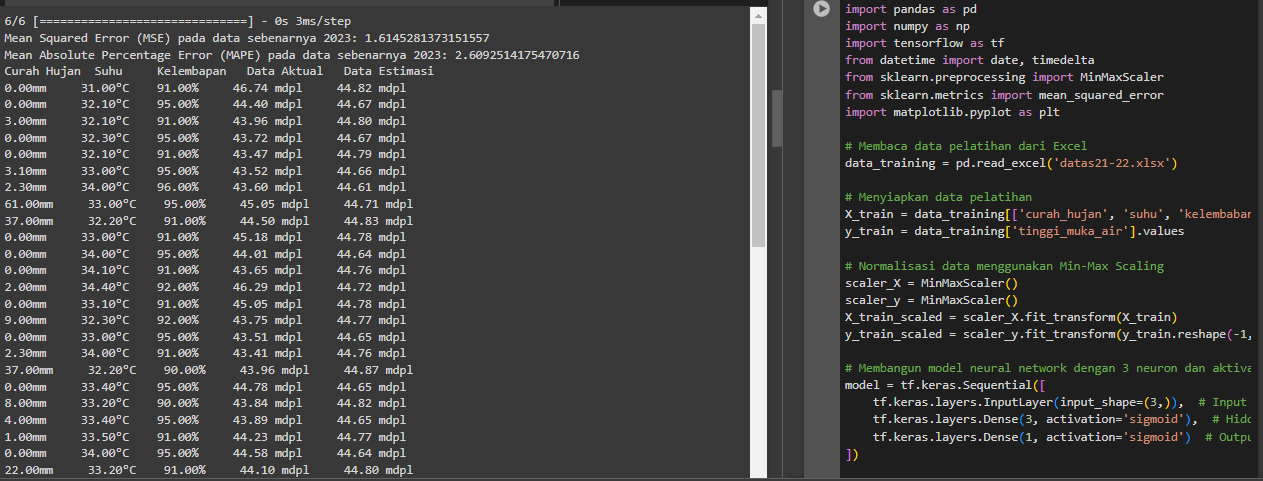 6/6 [==============================] - 0s 3ms/step
Mean Squared Error (MSE) pada data sebenarnya 2023: 1.6145281373151557
Mean Absolute Percentage Error (MAPE) pada data sebenarnya 2023: 2.6092514175470716
Curah Hujan  Suhu     Kelembapan   Data Aktual   Data Estimasi
0.00mm     31.00°C    91.00%     46.74 mdpl    44.82 mdpl
0.00mm     32.10°C    95.00%     44.40 mdpl    44.67 mdpl
3.00mm     32.10°C    91.00%     43.96 mdpl    44.80 mdpl
0.00mm     32.30°C    95.00%     43.72 mdpl    44.67 mdpl
0.00mm     32.10°C    91.00%     43.47 mdpl    44.79 mdpl
3.10mm     33.00°C    95.00%     43.52 mdpl    44.66 mdpl
2.30mm     34.00°C    96.00%     43.60 mdpl    44.61 mdpl
61.00mm     33.00°C    95.00%     45.05 mdpl    44.71 mdpl
37.00mm     32.20°C    91.00%     44.50 mdpl    44.83 mdpl
0.00mm     33.00°C    91.00%     45.18 mdpl    44.78 mdpl
0.00mm     34.00°C    95.00%     44.01 mdpl    44.64 mdpl
0.00mm     34.10°C    91.00%     43.65 mdpl    44.76 mdpl
2.00mm     34.40°C    92.00%     46.29 mdpl    44.72 mdpl
0.00mm     33.10°C    91.00%     45.05 mdpl    44.78 mdpl
9.00mm     32.30°C    92.00%     43.75 mdpl    44.77 mdpl
0.00mm     33.00°C    95.00%     43.51 mdpl    44.65 mdpl
2.30mm     34.00°C    91.00%     43.41 mdpl    44.76 mdpl
37.00mm     32.20°C    90.00%     43.96 mdpl    44.87 mdpl
0.00mm     33.40°C    95.00%     44.78 mdpl    44.65 mdpl
8.00mm     33.20°C    90.00%     43.84 mdpl    44.82 mdpl
4.00mm     33.40°C    95.00%     43.89 mdpl    44.65 mdpl
1.00mm     33.50°C    91.00%     44.23 mdpl    44.77 mdpl
0.00mm     34.00°C    95.00%     44.58 mdpl    44.64 mdpl
22.00mm     33.20°C    91.00%     44.10 mdpl    44.80 mdpl
import pandas as pd
import numpy as np
import tensorflow as tf
from datetime import date, timedelta
from sklearn.preprocessing import MinMaxScaler
from sklearn.metrics import mean_squared_error
import matplotlib.pyplot as plt
# Membaca data pelatihan dari Excel
data_training = pd.read_excel('datas21-22.xlsx')
# Menyiapkan data pelatihan
X_train = data_training[['curah_hujan', 'suhu', 'kelembaban
y_train = data_training['tinggi_muka_air'].values
# Normalisasi data menggunakan Min-Max Scaling
scaler_X = MinMaxScaler()
scaler_y = MinMaxScaler()
X_train_scaled = scaler_X.fit_transform(X_train)
y_train_scaled = scaler_y.fit_transform(y_train.reshape(-1,
# Membangun model neural network dengan 3 neuron dan aktiva
model = tf.keras.Sequential([
    tf.keras.layers.InputLayer(input_shape=(3,)),  # Input
    tf.keras.layers.Dense(3, activation='sigmoid'),  # Hidd
    tf.keras.layers.Dense(1, activation='sigmoid')  # Outpu
])